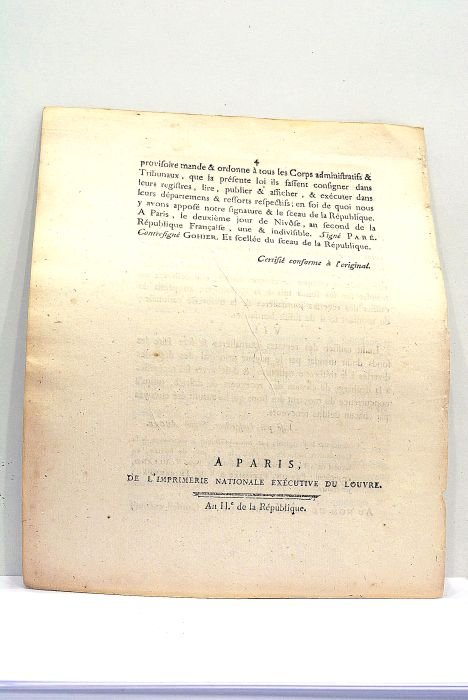 4
provisoire mande & ordonne à tous les Corps administratifs &
Tribunaux, que la présente loi ils fassent consigner dans
leurs registres, lire, publier & afficher, & exécuter dans
leurs départemens & ressorts respectifs; en foi de quoi nous
y avons apposé notre signature & le sceau de la République.
A Paris, le deuxième jour de Nivôse, an second de la
République Française, une & indivisible. Signé PARÉ.
Contresigné GOHIER. Et scellée du sceau de la République.
Certifié conforme à l'original.
A PARIS,
DE L'IMPRIMERIE NATIONALE EXÉCUTIVE DU LOUVRE.
An II.e de la République.